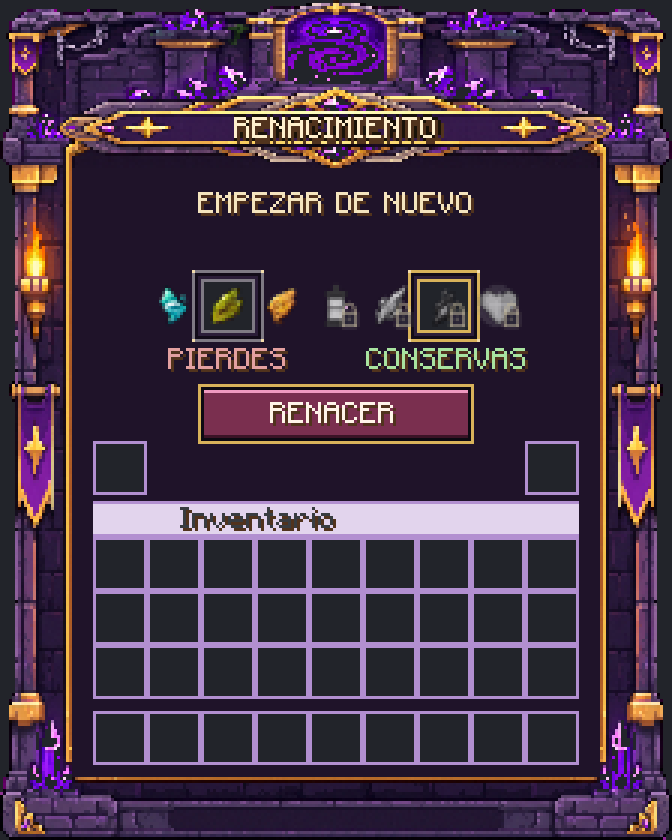 RENACIMIENTO
EMPEZAR DE NUEVO
PIERDES
CONSERVAS
RENACER
Inventario